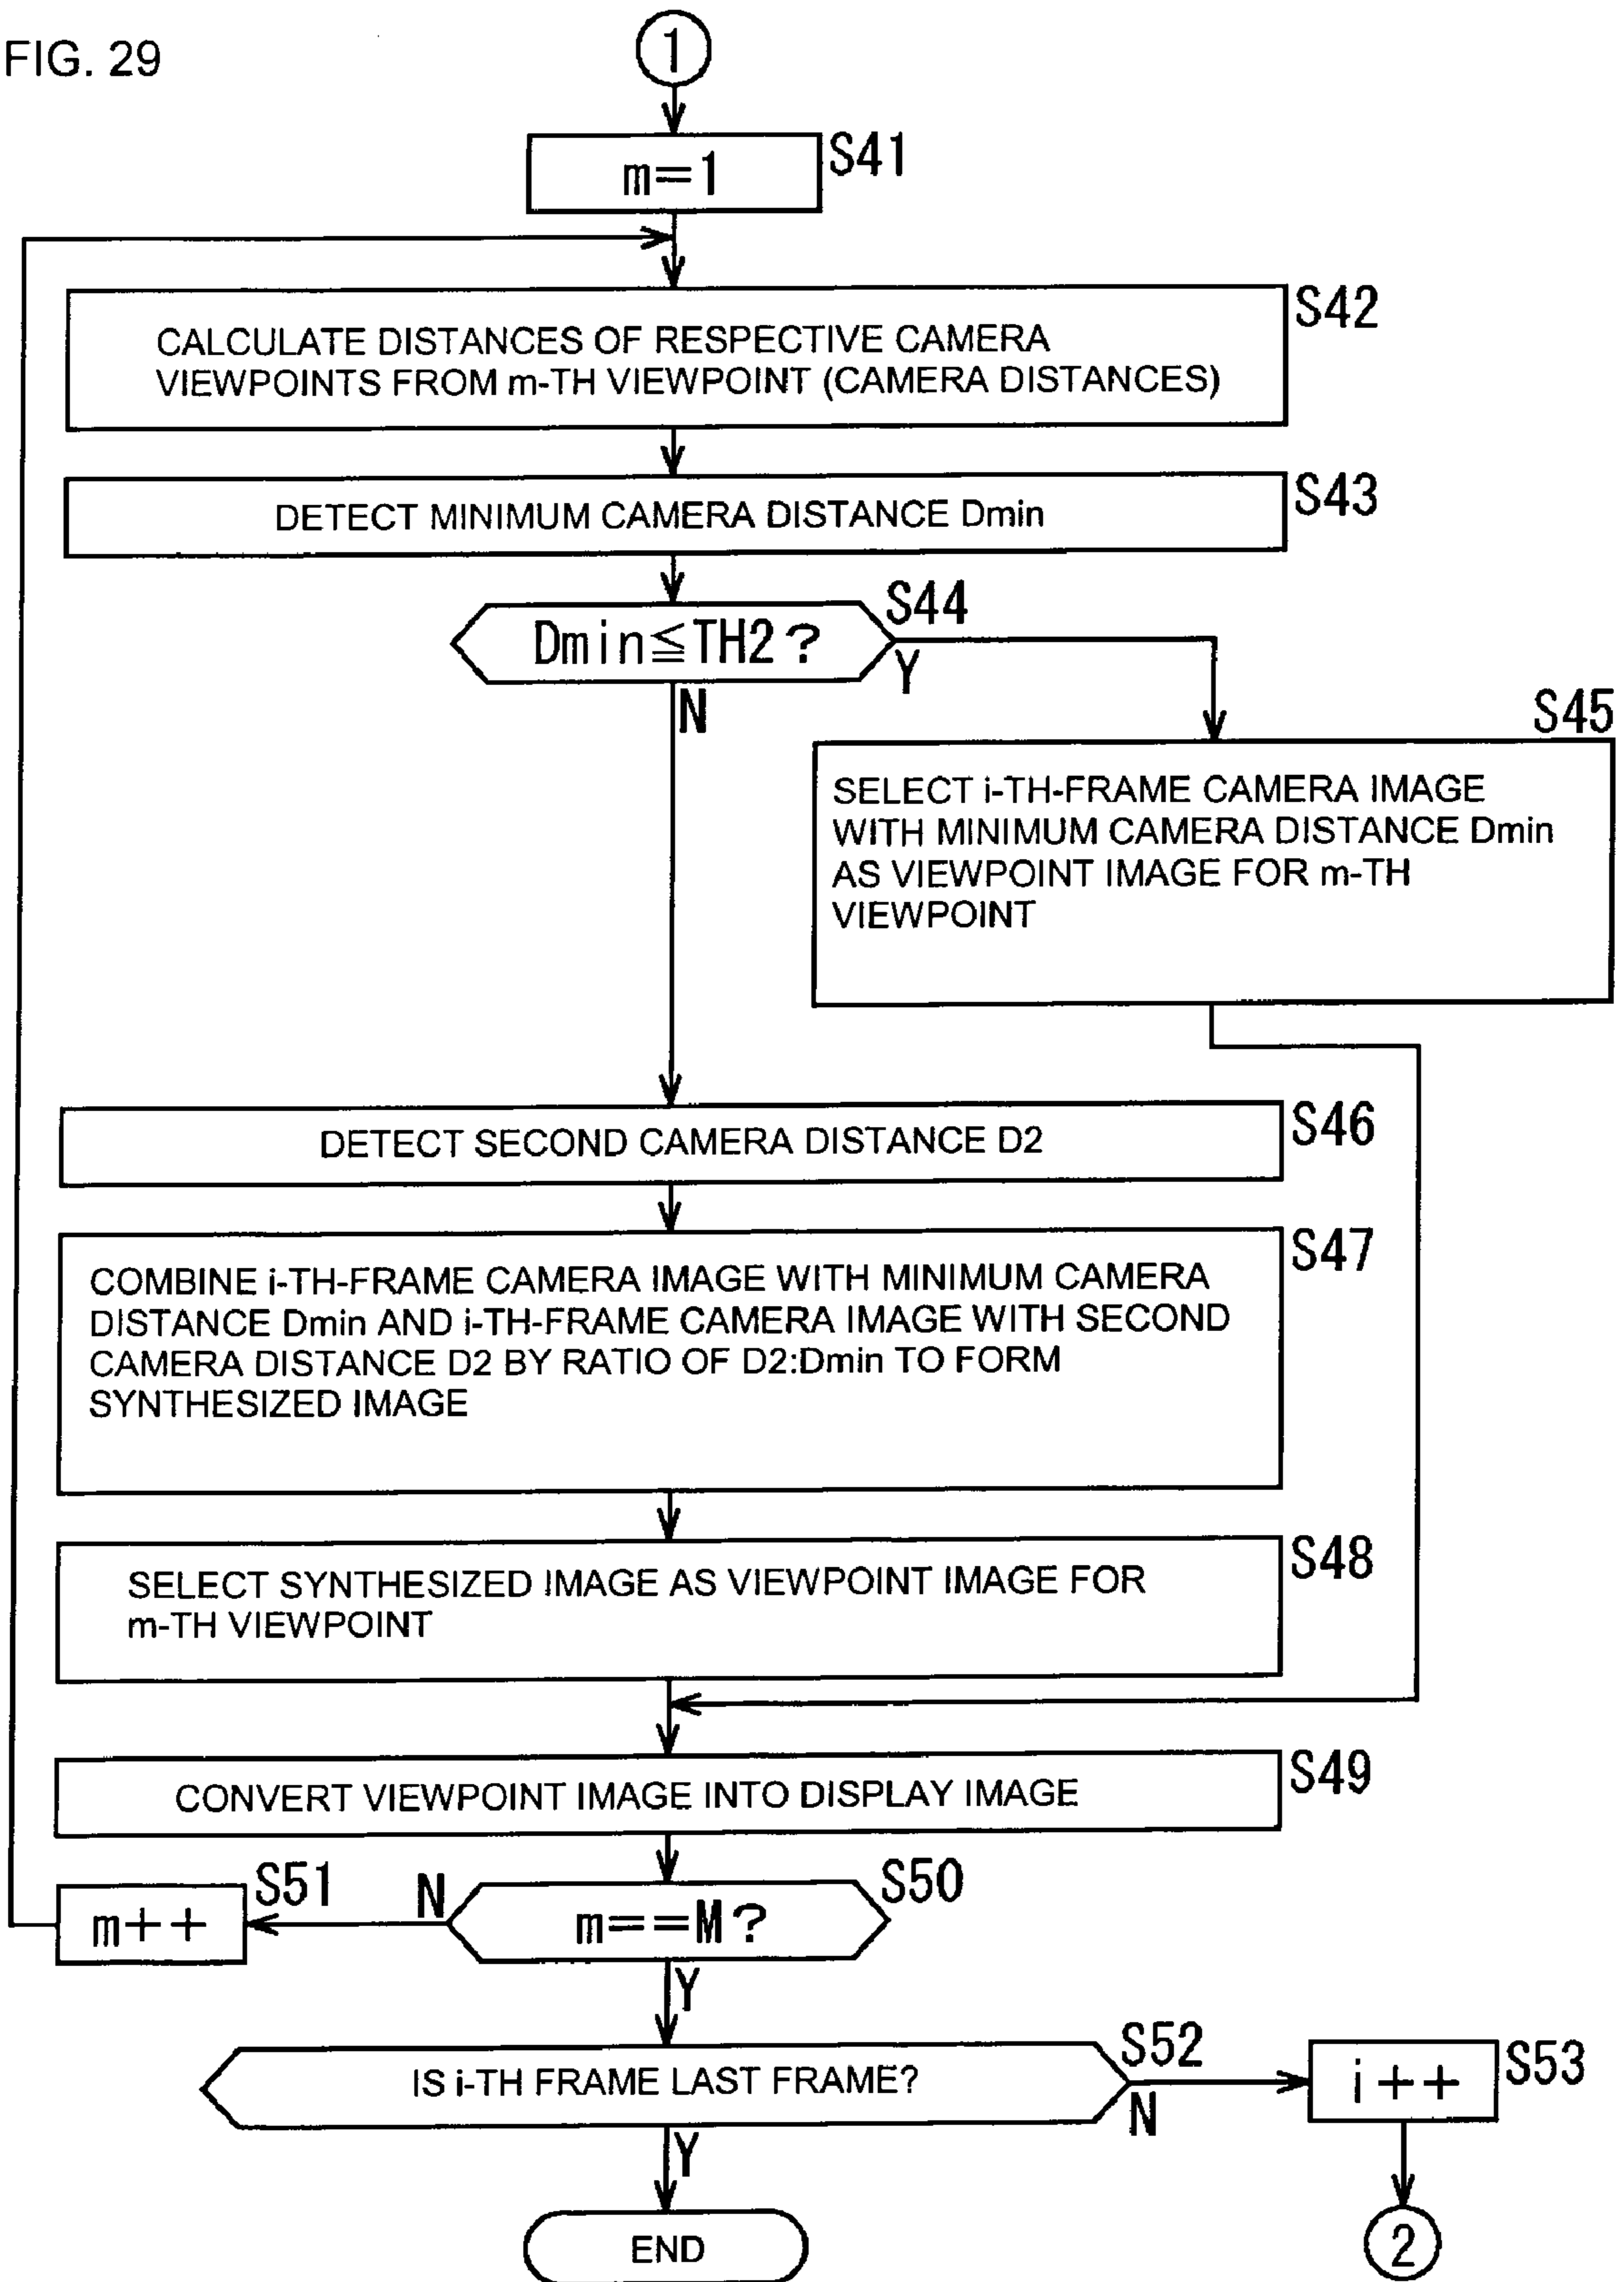 FIG. 29
1
m=1
S41
CALCULATE DISTANCES OF RESPECTIVE CAMERA
VIEWPOINTS FROM m-TH VIEWPOINT (CAMERA DISTANCES)
S42
DETECT MINIMUM CAMERA DISTANCE Dmin
S43
Dmin≦TH2?
S44
Y
N
S45
SELECT i-TH-FRAME CAMERA IMAGE
WITH MINIMUM CAMERA DISTANCE Dmin
AS VIEWPOINT IMAGE FOR m-TH
VIEWPOINT
DETECT SECOND CAMERA DISTANCE D2
S46
COMBINE i-TH-FRAME CAMERA IMAGE WITH MINIMUM CAMERA
DISTANCE Dmin AND i-TH-FRAME CAMERA IMAGE WITH SECOND
CAMERA DISTANCE D2 BY RATIO OF D2:Dmin TO FORM
SYNTHESIZED IMAGE
S47
SELECT SYNTHESIZED IMAGE AS VIEWPOINT IMAGE FOR
m-TH VIEWPOINT
S48
CONVERT VIEWPOINT IMAGE INTO DISPLAY IMAGE
S49
m++
S51
N
m==M?
S50
Y
IS i-TH FRAME LAST FRAME?
S52
N
i++
S53
Y
END
2